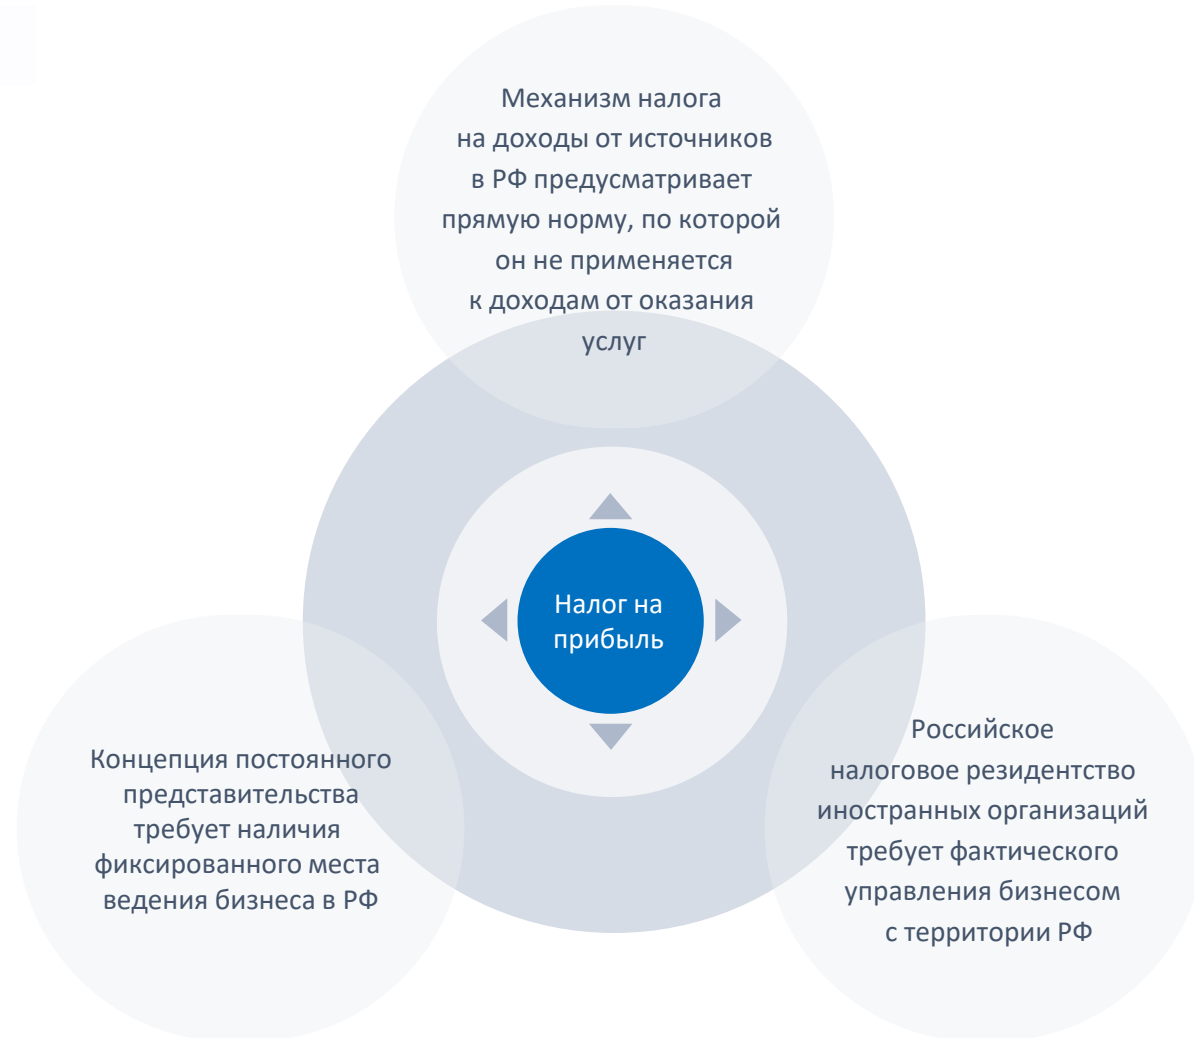 Механизм налога
на доходы от источников
в РФ предусматривает
прямую норму, по которой
он не применяется
к доходам от оказания
услуг
Налог на
прибыль
Концепция постоянного
представительства
требует наличия
фиксированного места
ведения бизнеса в РФ
Российское
налоговое резидентство
иностранных организаций
требует фактического
управления бизнесом
с территории РФ